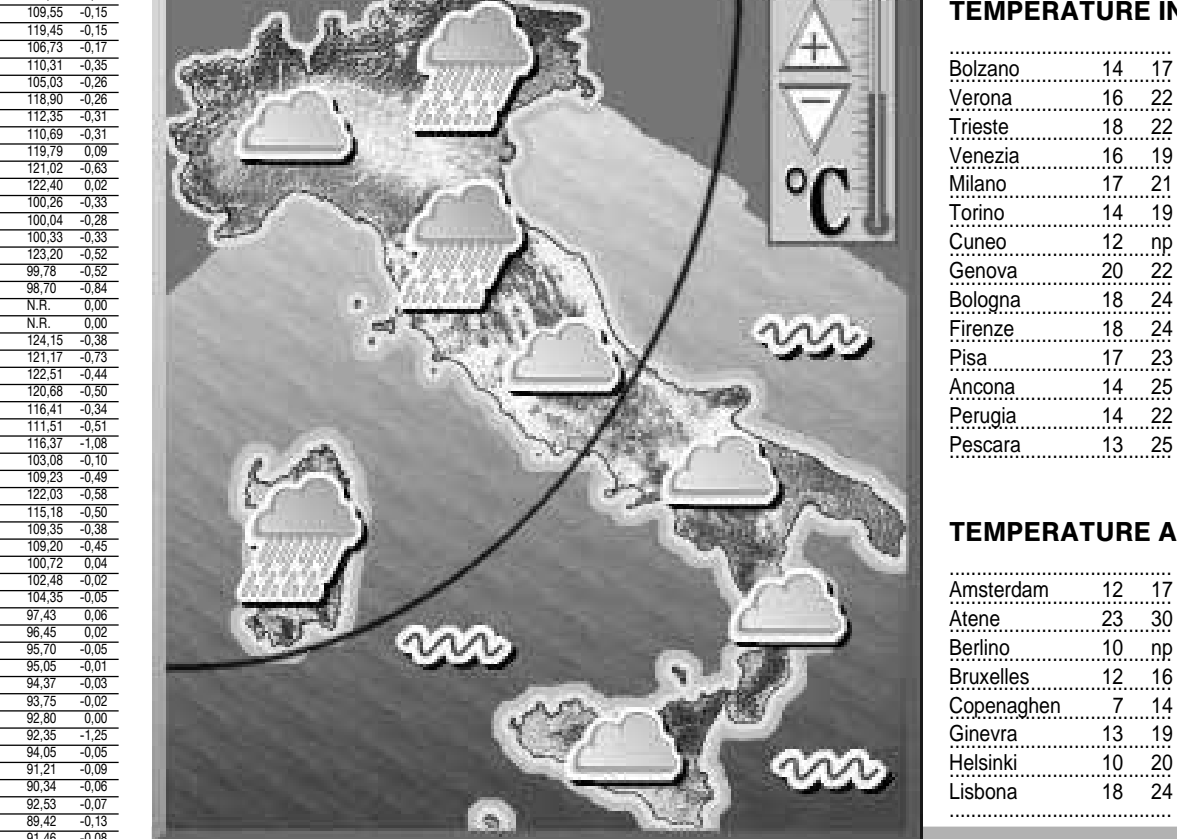 109,55 -0,15
119,45 -0,15
106,73 -0,17
110,31 -0,35
105,03 -0,26
118,90 -0,26
112,35 -0,31
110,69 -0,31
119,79 0,09
121,02 -0,63
122,40 0,02
100,26 -0,33
100,04 -0,28
100,33 -0,33
123,20 -0,52
99,78 -0,52
98,70 -0,84
N.R. 0,00
N.R. 0,00
124,15 -0,38
121,17 -0,73
122,51 -0,44
120,68 -0,50
116,41 -0,34
111,51 -0,51
116,37 -1,08
103,08 -0,10
109,23 -0,49
122,03 -0,58
115,18 -0,50
109,35 -0,38
109,20 -0,45
100,72 0,04
102,48 -0,02
104,35 -0,05
97,43 0,06
96,45 0,02
95,70 -0,05
95,05 -0,01
94,37 -0,03
93,75 -0,02
92,80 0,00
92,35 -1,25
94,05 -0,05
91,21 -0,09
90,34 -0,06
92,53 -0,07
89,42 -0,13
91,46 -0,08
+
−
°C
TEMPERATURE IN
Bolzano 14 17
Verona 16 22
Trieste 18 22
Venezia 16 19
Milano 17 21
Torino 14 19
Cuneo 12 np
Genova 20 22
Bologna 18 24
Firenze 18 24
Pisa 17 23
Ancona 14 25
Perugia 14 22
Pescara 13 25
TEMPERATURE A
Amsterdam 12 17
Atene 23 30
Berlino 10 np
Bruxelles 12 16
Copenaghen 7 14
Ginevra 13 19
Helsinki 10 20
Lisbona 18 24